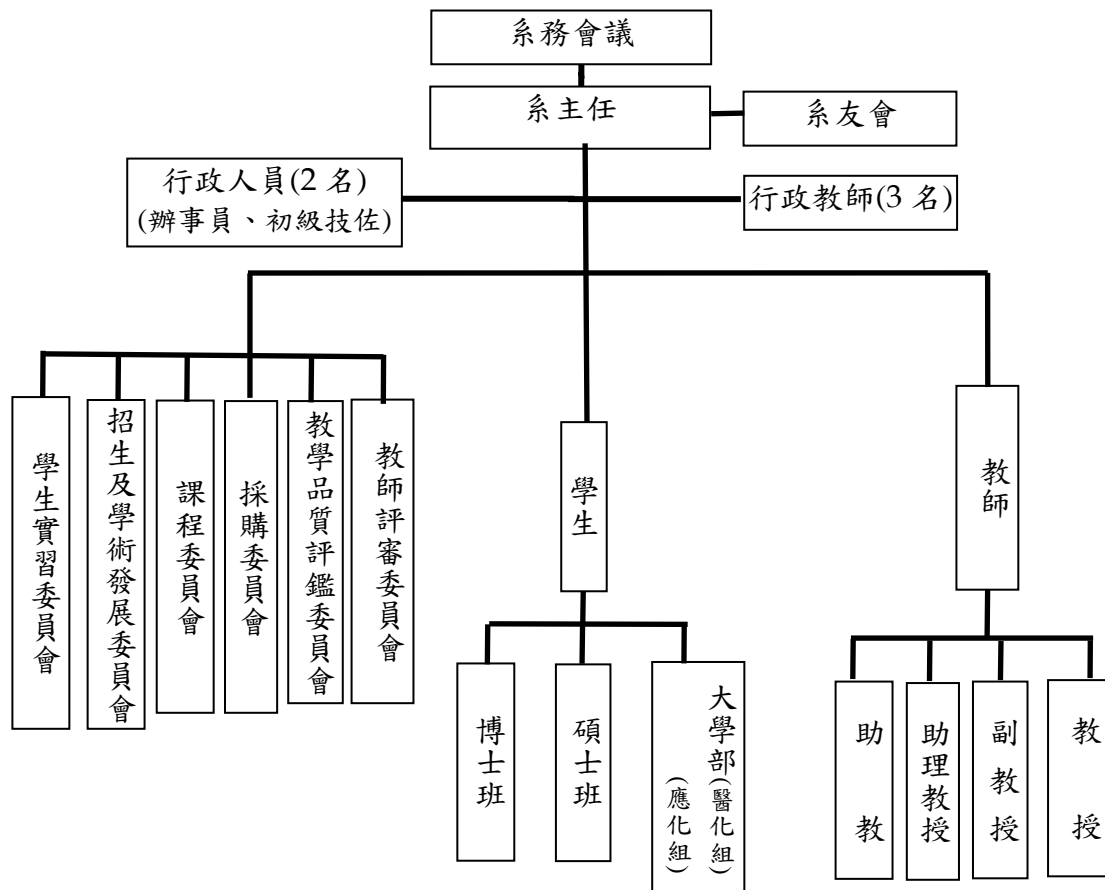 系務會議
系主任
系友會
行政人員(2 名)
(辦事員、初級技佐)
行政教師(3 名)
學生實習委員會
招生及學術發展委員會
課程委員會
採購委員會
教學品質評鑑委員會
教師評審委員會
學生
教師
博士班
碩士班
大學部(醫化組)
(應化組)
助教
助理教授
副教授
教授